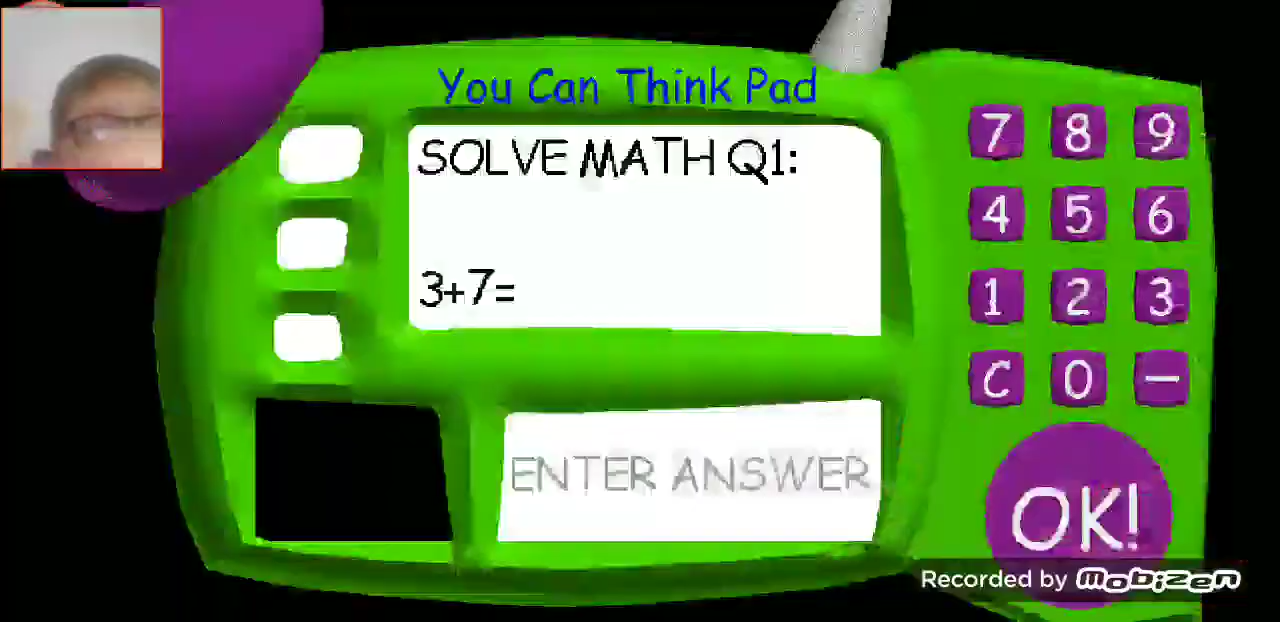 You Can Think Pad
SOLVE MATH Q1:
3+7=
ENTER ANSWER
7 8 9
4 5 6
1 2 3
C 0 –
OK!
Recorded by mobizen